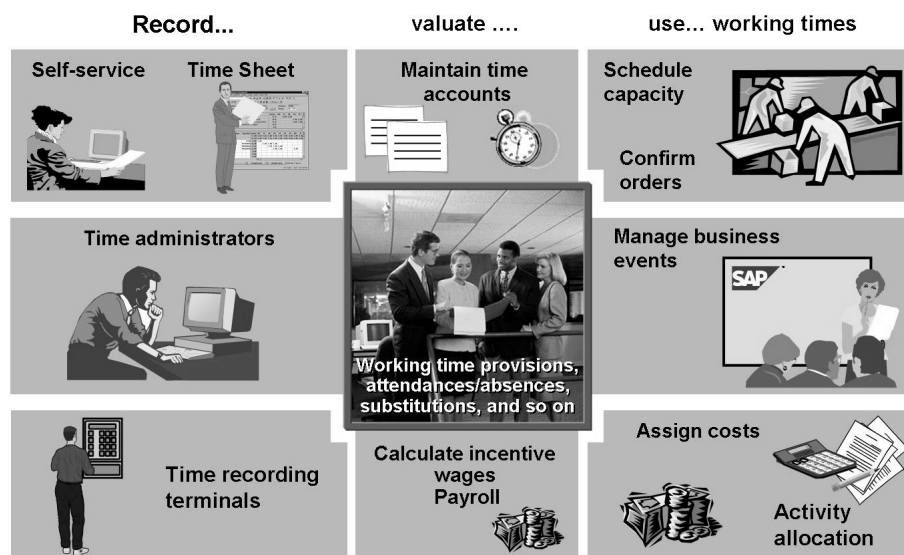 Record...
valuate ....
use... working times
Self-service
Time Sheet
Maintain time
accounts
Schedule
capacity
Confirm
orders
Time administrators
Working time provisions,
attendances/absences,
substitutions, and so on
Manage business
events
SAP
Time recording
terminals
Calculate incentive
wages
Payroll
Assign costs
Activity
allocation